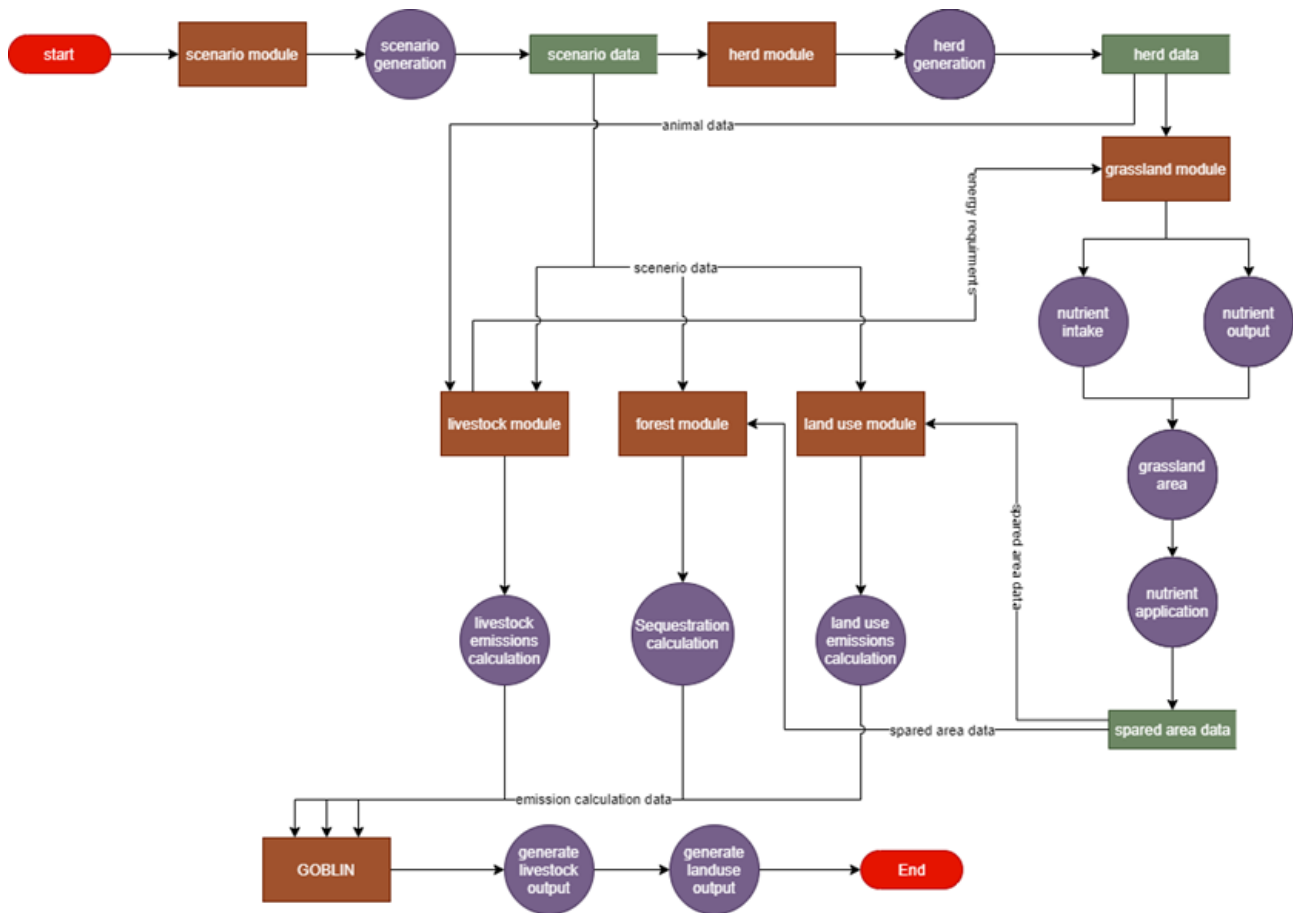 start
scenario module
scenario
generation
scenario data
herd module
herd
generation
herd data
animal data
grassland module
energy requirments
scenerio data
nutrient
intake
nutrient
output
livestock module
forest module
land use module
grassland
area
spared area data
nutrient
application
livestock
emissions
calculation
Sequestration
calculation
land use
emissions
calculation
spared area data
spared area data
emission calculation data
GOBLIN
generate
livestock
output
generate
landuse
output
End